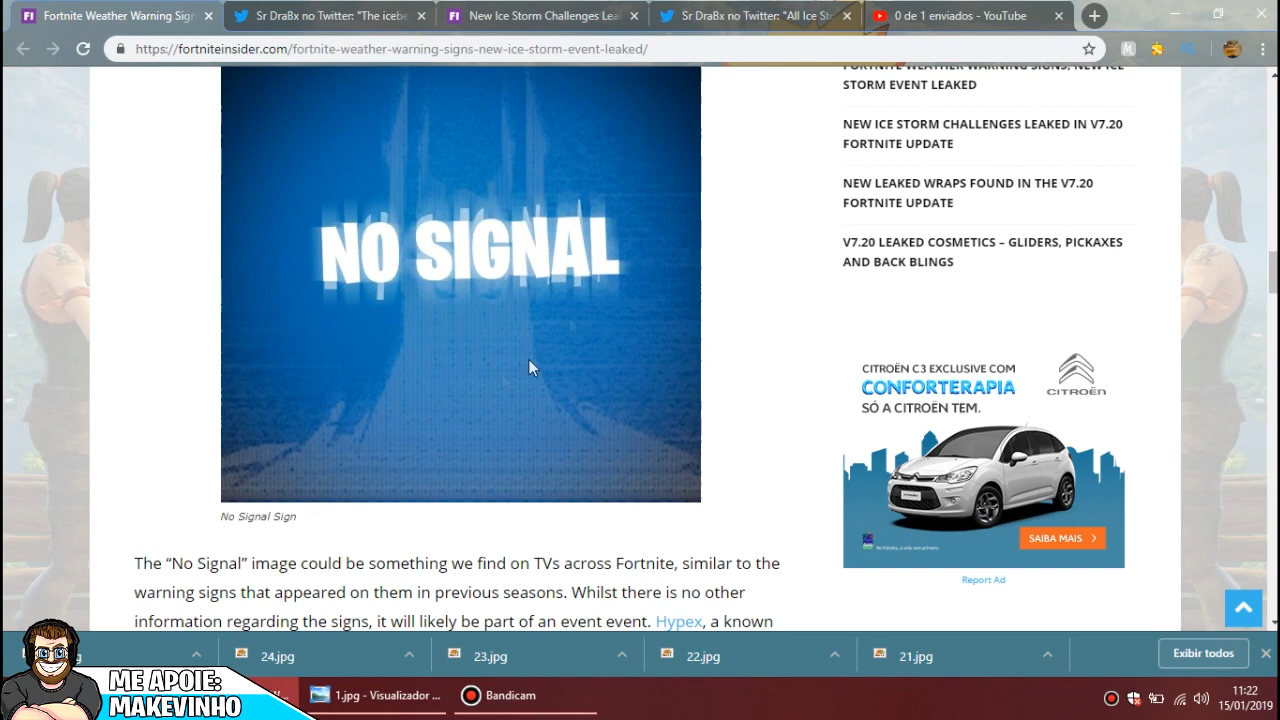 Fortnite Weather Warning Sign
Sr DraBx no Twitter: "The icebe
New Ice Storm Challenges Leak
Sr DraBx no Twitter: "All Ice Sto
0 de 1 enviados - YouTube
https://fortniteinsider.com/fortnite-weather-warning-signs-new-ice-storm-event-leaked/
FORTNITE WEATHER WARNING SIGNS, NEW ICE
STORM EVENT LEAKED
NEW ICE STORM CHALLENGES LEAKED IN V7.20
FORTNITE UPDATE
NEW LEAKED WRAPS FOUND IN THE V7.20
FORTNITE UPDATE
V7.20 LEAKED COSMETICS – GLIDERS, PICKAXES
AND BACK BLINGS
NO SIGNAL
No Signal Sign
The “No Signal” image could be something we find on TVs across Fortnite, similar to the
warning signs that appeared on them in previous seasons. Whilst there is no other
information regarding the signs, it will likely be part of an event event. Hypex, a known
CITROËN C3 EXCLUSIVE COM
CONFORTERAPIA
SÓ A CITROËN TEM.
CITROËN
SAIBA MAIS
Report Ad
24.jpg
23.jpg
22.jpg
21.jpg
Exibir todos
ME APOIE:
MAKEVINHO
1.jpg - Visualizador ...
Bandicam
11:22
15/01/2019